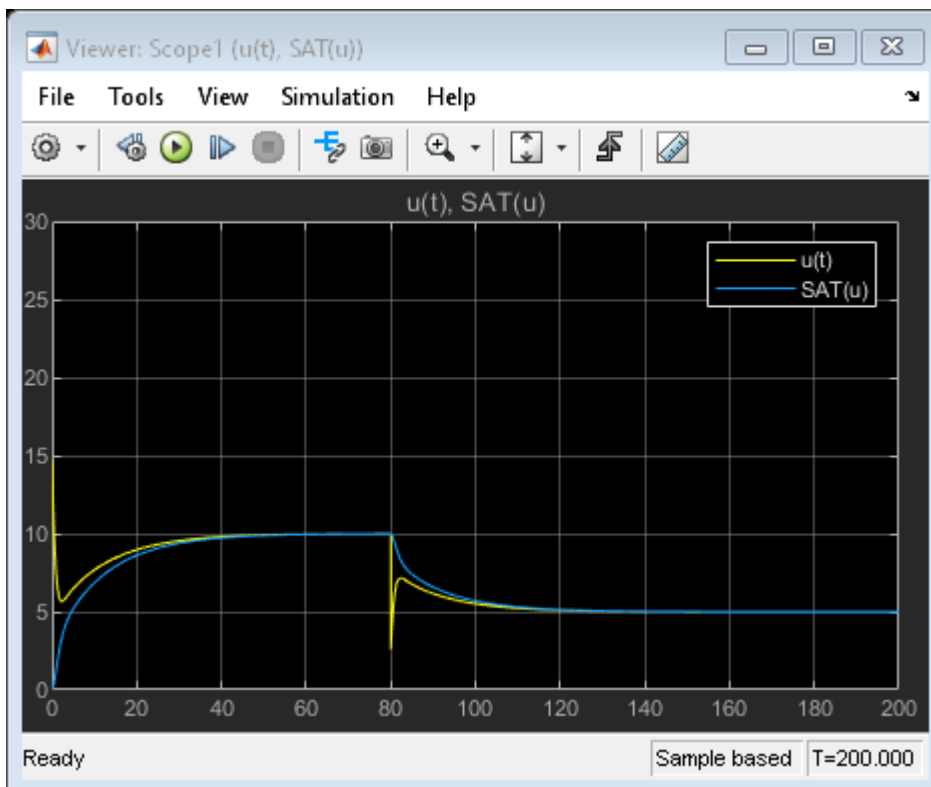 Viewer: Scope1 (u(t), SAT(u))
File Tools View Simulation Help
u(t), SAT(u)
30
25
20
15
10
5
0
u(t)
SAT(u)
0 20 40 60 80 100 120 140 160 180 200
Ready Sample based T=200.000